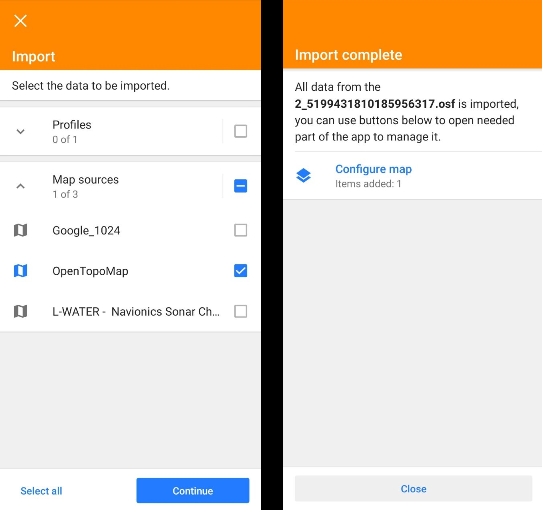 Import
Select the data to be imported.
Profiles
0 of 1
Map sources
1 of 3
Google_1024
OpenTopoMap
L-WATER - Navionics Sonar Ch...
Select all
Continue
Import complete
All data from the
2_5199431810185956317.osf is imported,
you can use buttons below to open needed
part of the app to manage it.
Configure map
Items added: 1
Close